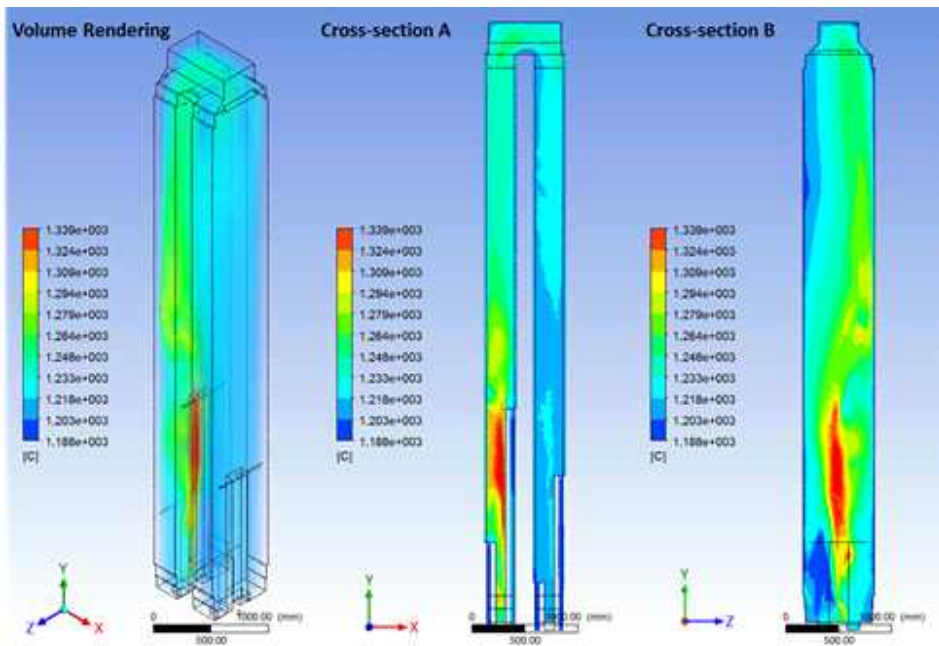 Volume Rendering
Cross-section A
Cross-section B
1.339e+003
1.324e+003
1.309e+003
1.294e+003
1.279e+003
1.264e+003
1.248e+003
1.233e+003
1.218e+003
1.203e+003
1.188e+003
[C]
1.339e+003
1.324e+003
1.309e+003
1.294e+003
1.279e+003
1.264e+003
1.248e+003
1.233e+003
1.218e+003
1.203e+003
1.188e+003
[C]
1.339e+003
1.324e+003
1.309e+003
1.294e+003
1.279e+003
1.264e+003
1.248e+003
1.233e+003
1.218e+003
1.203e+003
1.188e+003
[C]
Y
Z
X
0
1000.00 (mm)
500.00
Y
X
0
1000.00 (mm)
500.00
Y
Z
0
1000.00 (mm)
500.00